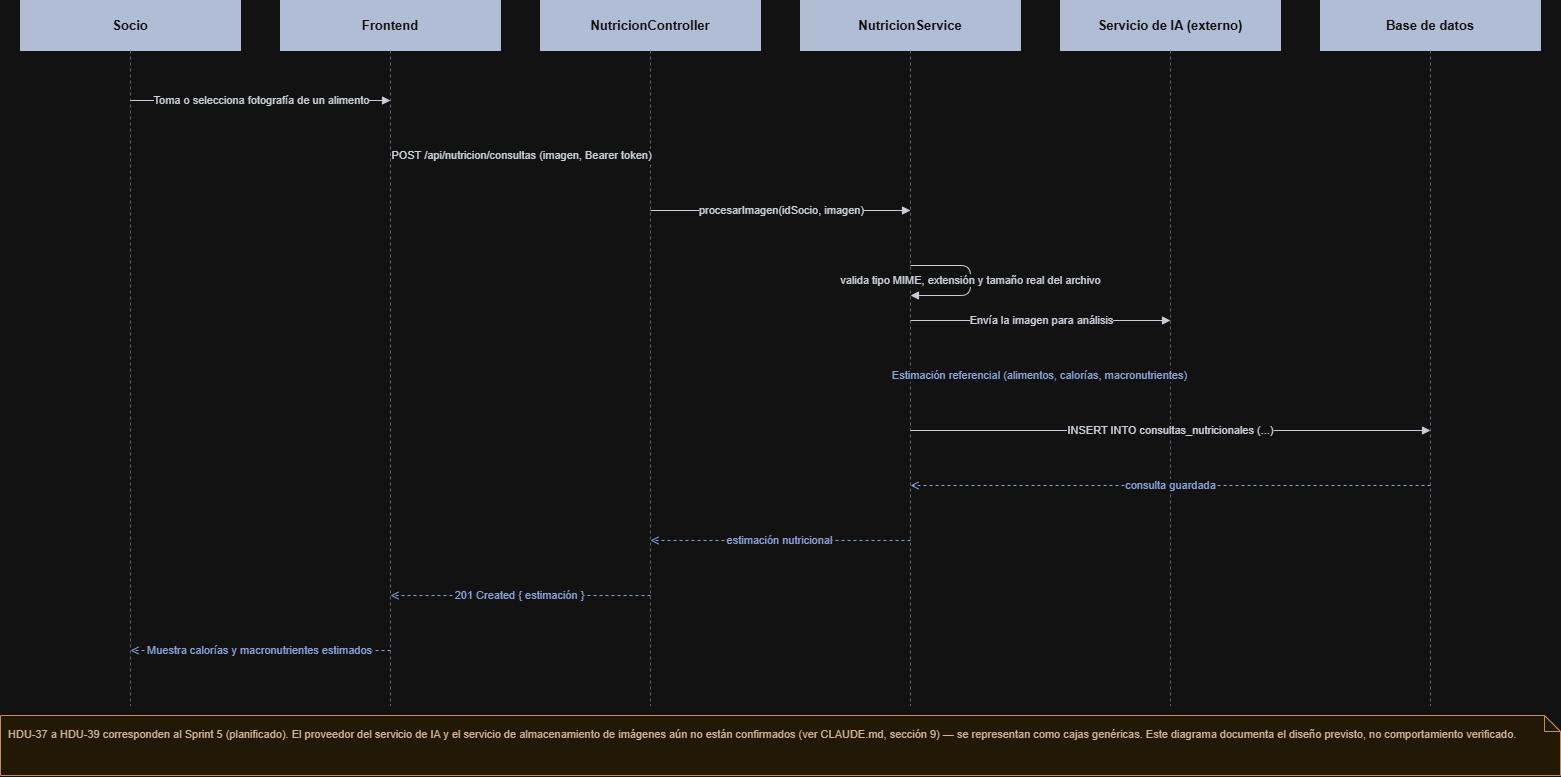 Socio
Frontend
NutricionController
NutricionService
Servicio de IA (externo)
Base de datos
Toma o selecciona fotografía de un alimento
POST /api/nutricion/consultas (imagen, Bearer token)
procesarImagen(idSocio, imagen)
valida tipo MIME, extensión y tamaño real del archivo
Envía la imagen para análisis
Estimación referencial (alimentos, calorías, macronutrientes)
INSERT INTO consultas_nutricionales (...)
consulta guardada
estimación nutricional
201 Created { estimación }
Muestra calorías y macronutrientes estimados
HDU-37 a HDU-39 corresponden al Sprint 5 (planificado). El proveedor del servicio de IA y el servicio de almacenamiento de imágenes aún no están confirmados (ver CLAUDE.md, sección 9) — se representan como cajas genéricas. Este diagrama documenta el diseño previsto, no comportamiento verificado.